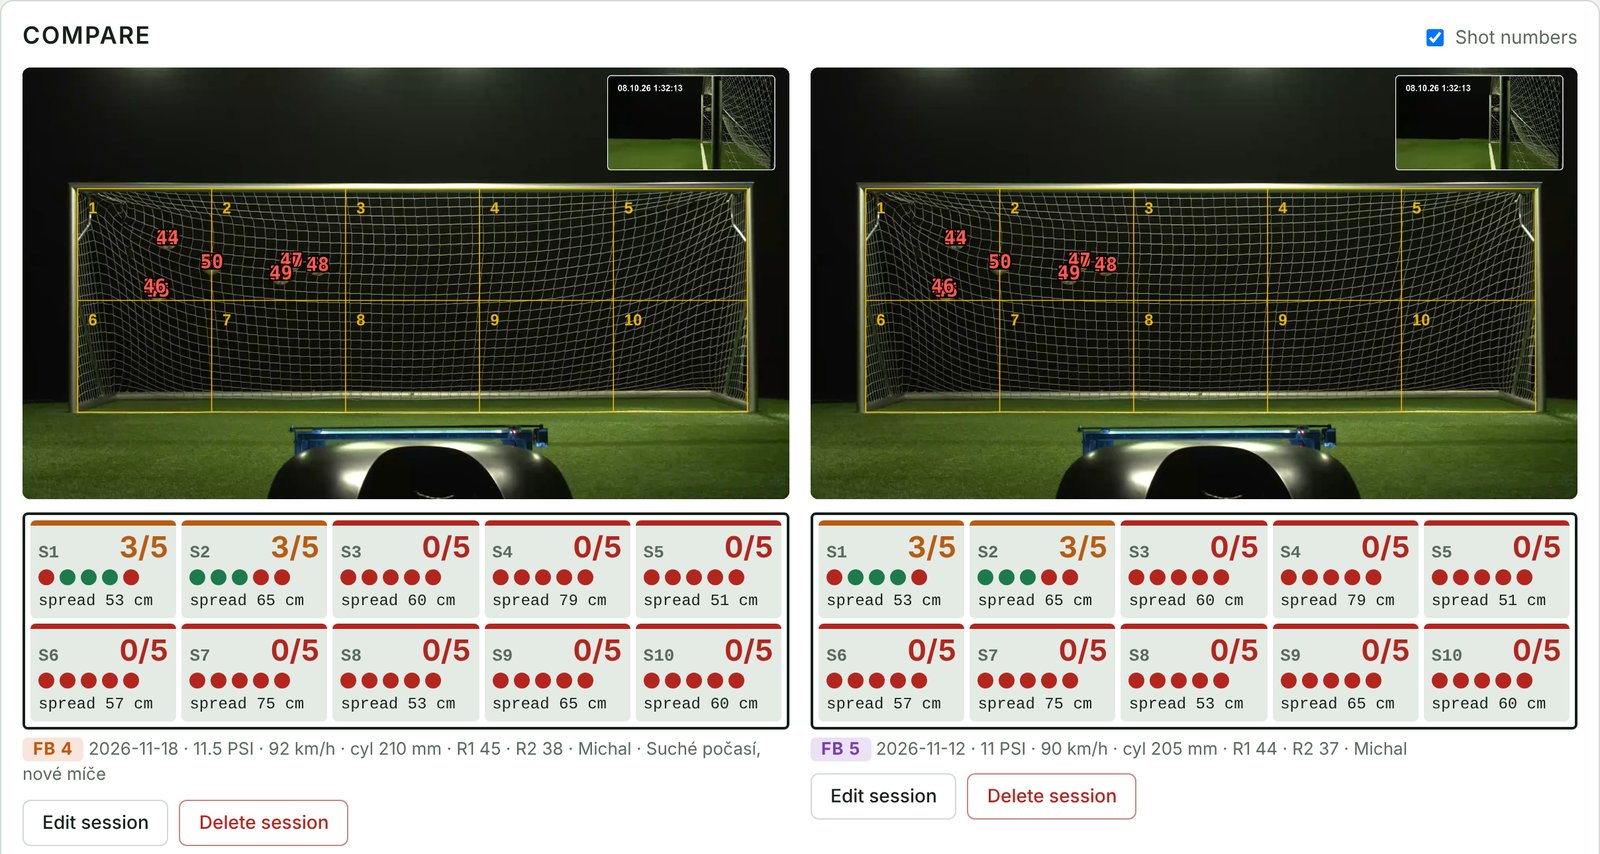 COMPARE
Shot numbers
08.10.26 1:32:13
1 2 3 4 5
44
50 47 48
49
46
6 7 8 9 10
08.10.26 1:32:13
1 2 3 4 5
44
50 47 48
49
46
6 7 8 9 10
S1 3/5 S2 3/5 S3 0/5 S4 0/5 S5 0/5
spread 53 cm spread 65 cm spread 60 cm spread 79 cm spread 51 cm
S6 0/5 S7 0/5 S8 0/5 S9 0/5 S10 0/5
spread 57 cm spread 75 cm spread 53 cm spread 65 cm spread 60 cm
FB 4 2026-11-18 · 11.5 PSI · 92 km/h · cyl 210 mm · R1 45 · R2 38 · Michal · Suché počasí,
nové míče
Edit session Delete session
S1 3/5 S2 3/5 S3 0/5 S4 0/5 S5 0/5
spread 53 cm spread 65 cm spread 60 cm spread 79 cm spread 51 cm
S6 0/5 S7 0/5 S8 0/5 S9 0/5 S10 0/5
spread 57 cm spread 75 cm spread 53 cm spread 65 cm spread 60 cm
FB 5 2026-11-12 · 11 PSI · 90 km/h · cyl 205 mm · R1 44 · R2 37 · Michal
Edit session Delete session